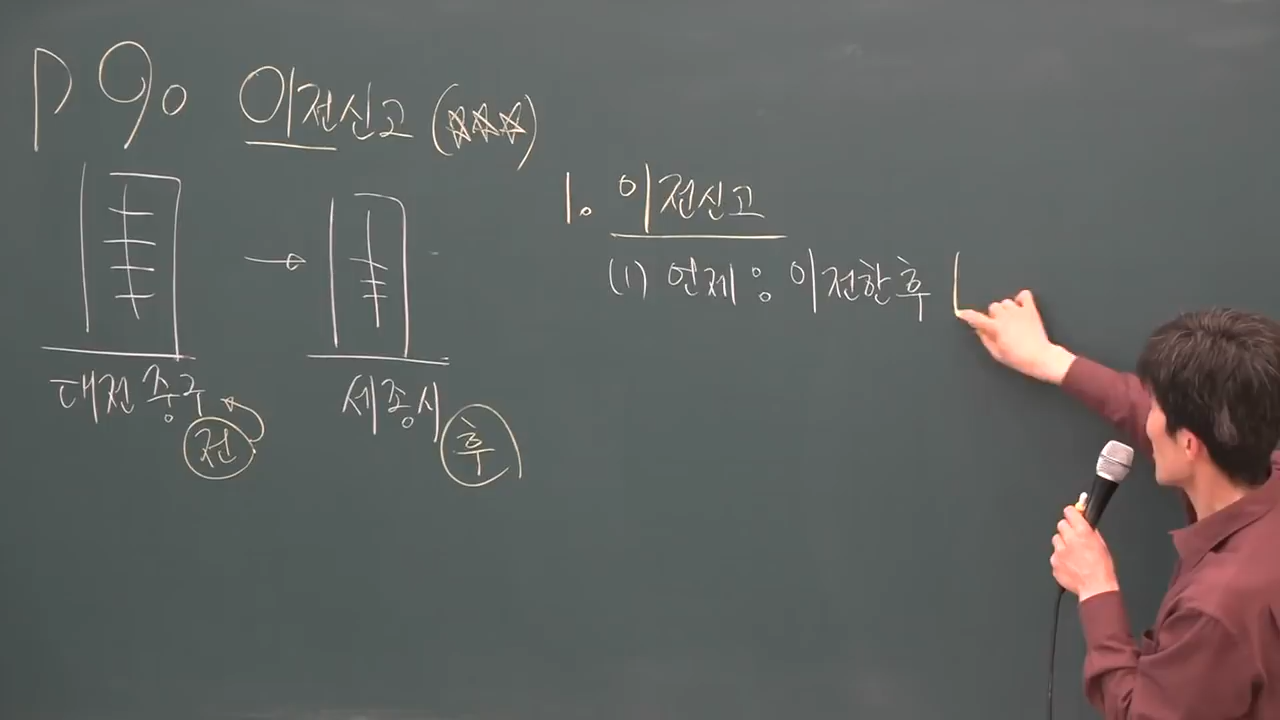 P 90 이전신고 (☆☆☆)
대전 중구
전
세종시
후
1. 이전신고
(1) 언제 : 이전한 후